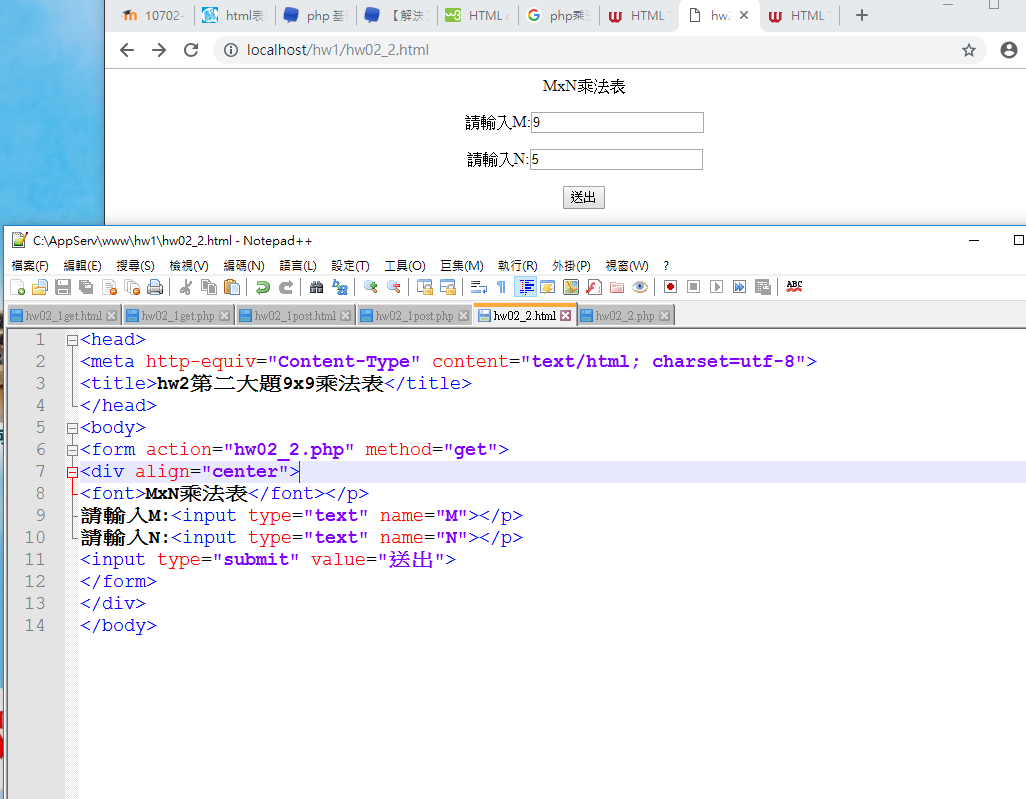 10702- html表 php 基 【解決 HTML php乘 HTML hw2 HTML
localhost/hw1/hw02_2.html
MxN乘法表
請輸入M:9
請輸入N:5
送出
C:\AppServ\www\hw1\hw02_2.html - Notepad++
檔案(F) 編輯(E) 搜尋(S) 檢視(V) 編碼(N) 語言(L) 設定(T) 工具(O) 巨集(M) 執行(R) 外掛(P) 視窗(W) ?
ABC
hw02_1get.html hw02_1get.php hw02_1post.html hw02_1post.php hw02_2.html hw02_2.php
1 <head>
2 <meta http-equiv="Content-Type" content="text/html; charset=utf-8">
3 <title>hw2第二大題9x9乘法表</title>
4 </head>
5 <body>
6 <form action="hw02_2.php" method="get">
7 <div align="center">
8 <font>MxN乘法表</font></p>
9 請輸入M:<input type="text" name="M"></p>
10 請輸入N:<input type="text" name="N"></p>
11 <input type="submit" value="送出">
12 </form>
13 </div>
14 </body>